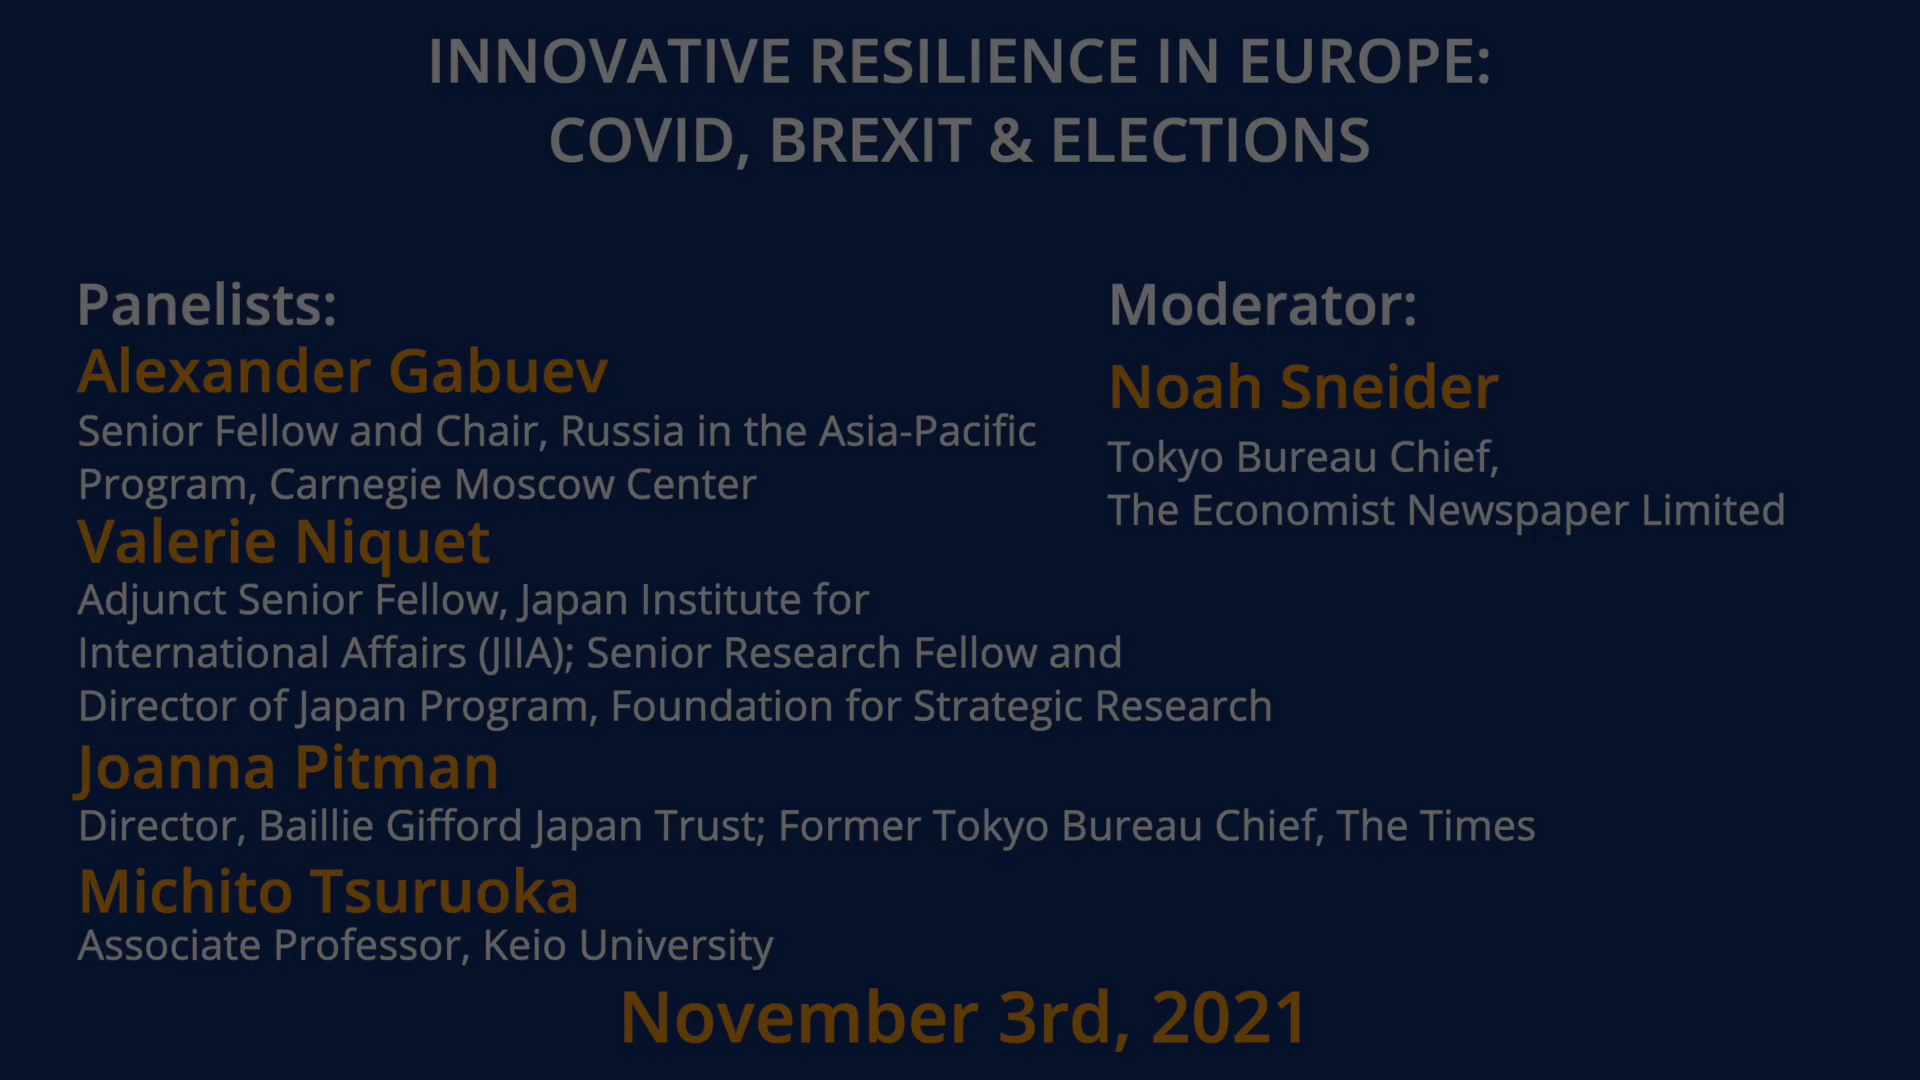 INNOVATIVE RESILIENCE IN EUROPE:
COVID, BREXIT & ELECTIONS
Panelists:
Alexander Gabuev
Senior Fellow and Chair, Russia in the Asia-Pacific
Program, Carnegie Moscow Center
Valerie Niquet
Adjunct Senior Fellow, Japan Institute for
International Affairs (JIIA); Senior Research Fellow and
Director of Japan Program, Foundation for Strategic Research
Joanna Pitman
Director, Baillie Gifford Japan Trust; Former Tokyo Bureau Chief, The Times
Michito Tsuruoka
Associate Professor, Keio University
Moderator:
Noah Sneider
Tokyo Bureau Chief,
The Economist Newspaper Limited
November 3rd, 2021